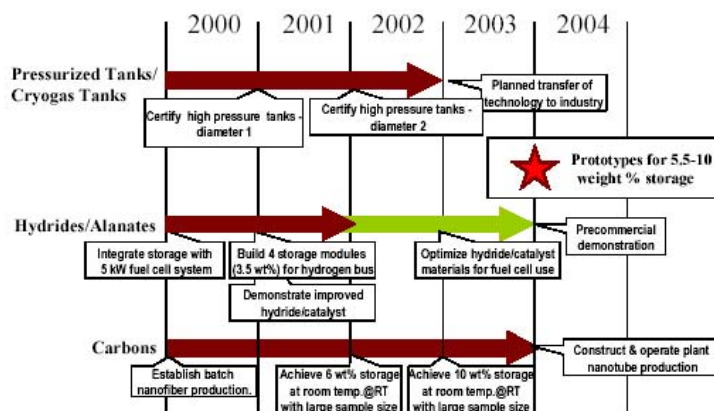 2000 2001 2002 2003 2004
Pressurized Tanks/
Cryogas Tanks
Planned transfer of
technology to industry
Certify high pressure tanks -
diameter 1
Certify high pressure tanks -
diameter 2
Prototypes for 5.5-10
weight % storage
Hydrides/Alanates
Integrate storage with
5 kW fuel cell system
Build 4 storage modules
(3.5 wt%) for hydrogen bus
Demonstrate improved
hydride/catalyst
Optimize hydride/catalyst
materials for fuel cell use
Precommercial
demonstration
Carbons
Establish batch
nanofiber production.
Achieve 6 wt% storage
at room temp.@RT
with large sample size
Achieve 10 wt% storage
at room temp.@RT
with large sample size
Construct & operate plant
nanotube production